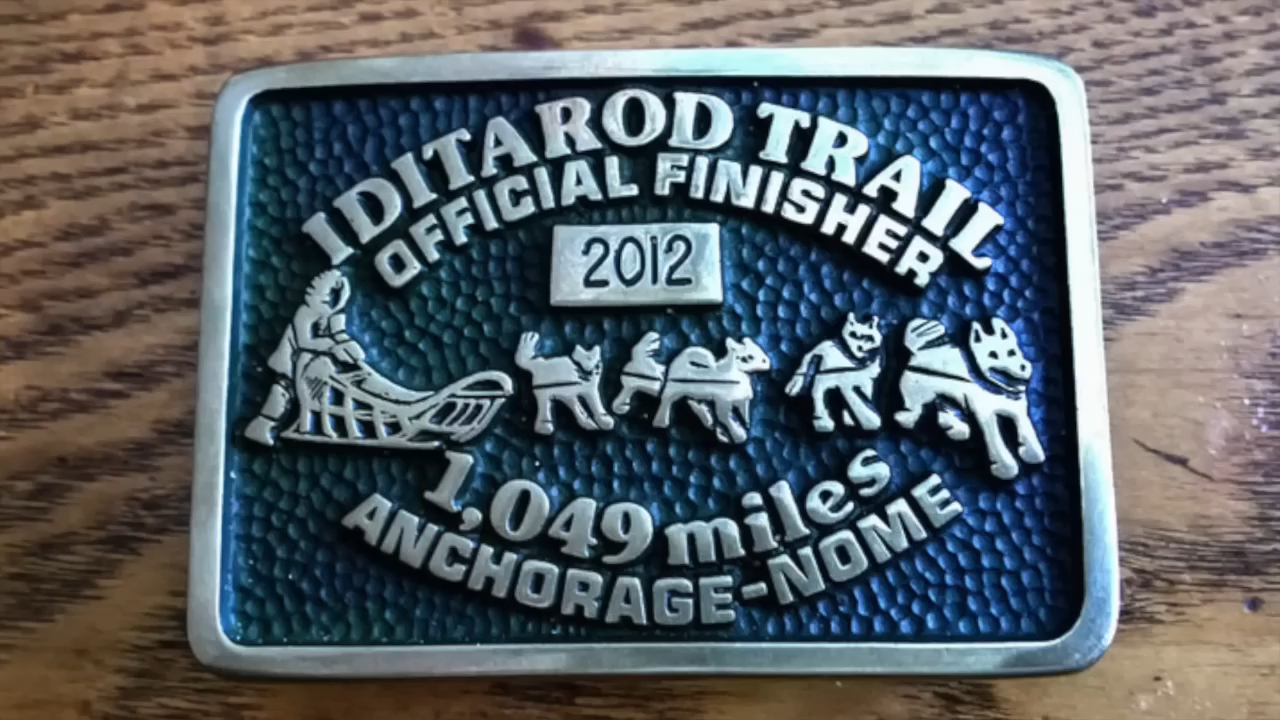 IDITAROD TRAIL
OFFICIAL FINISHER
2012
1,049 miles
ANCHORAGE-NOME